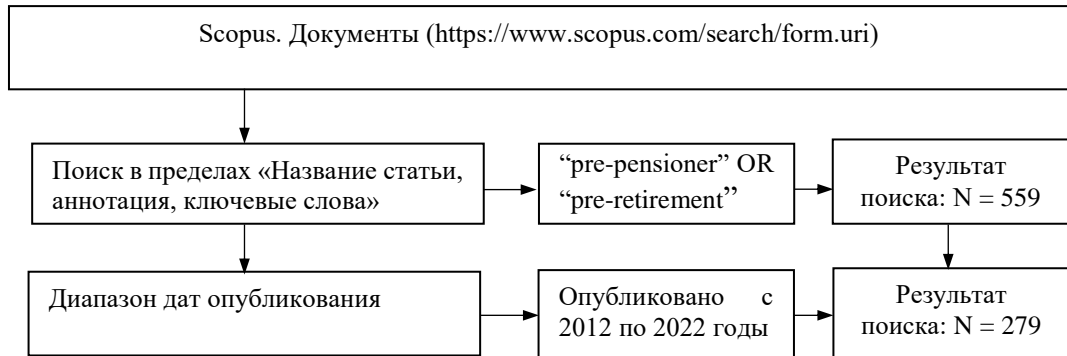 Scopus. Документы (https://www.scopus.com/search/form.uri)
Поиск в пределах «Название статьи,
аннотация, ключевые слова»
“pre-pensioner” OR
“pre-retirement”
Результат
поиска: N = 559
Диапазон дат опубликования
Опубликовано с
2012 по 2022 годы
Результат
поиска: N = 279